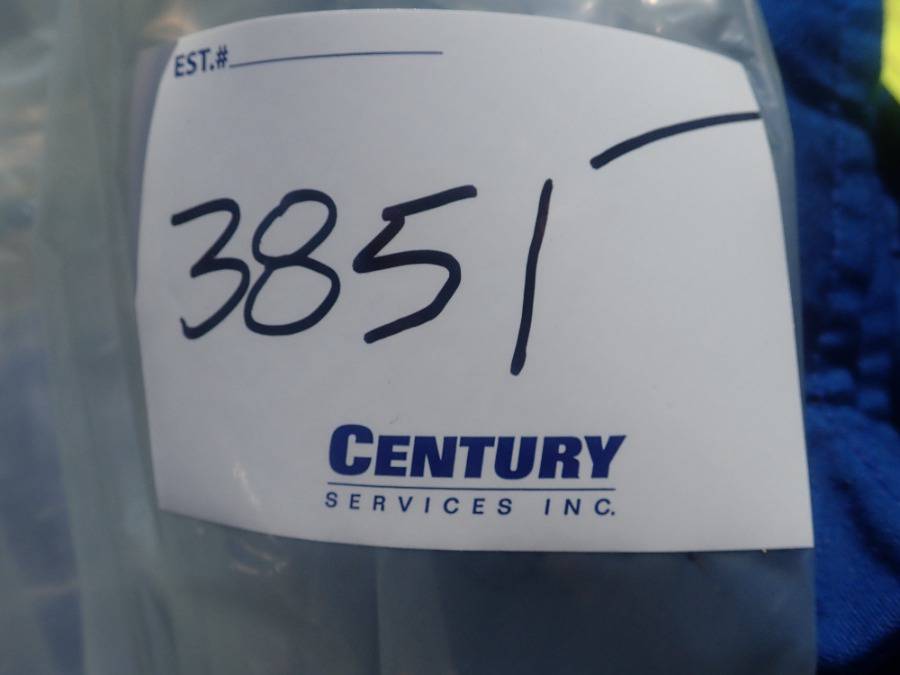 EST.#
3851
CENTURY
SERVICES INC.